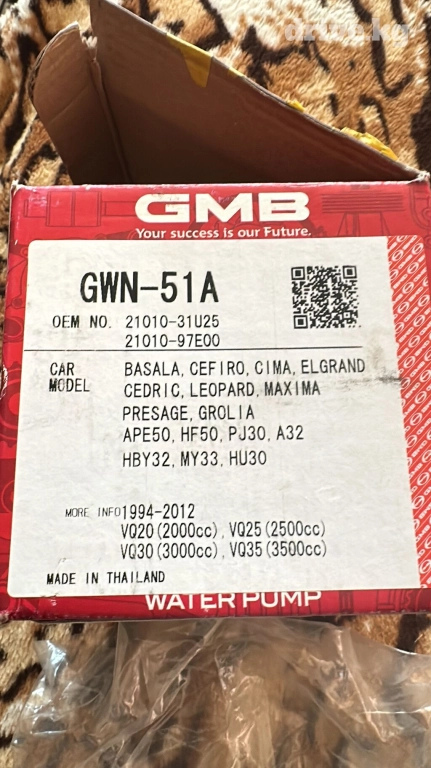 GMB
Your success is our Future.
GWN-51A
OEM NO. 21010-31U25
21010-97E00
CAR MODEL BASALA, CEFIRO, CIMA, ELGRAND
CEDRIC, LEOPARD, MAXIMA
PRESAGE, GROLIA
APE50, HF50, PJ30, A32
HBY32, MY33, HU30
MORE INFO 1994-2012
VQ20(2000cc), VQ25(2500cc)
VQ30(3000cc), VQ35(3500cc)
MADE IN THAILAND
WATER PUMP